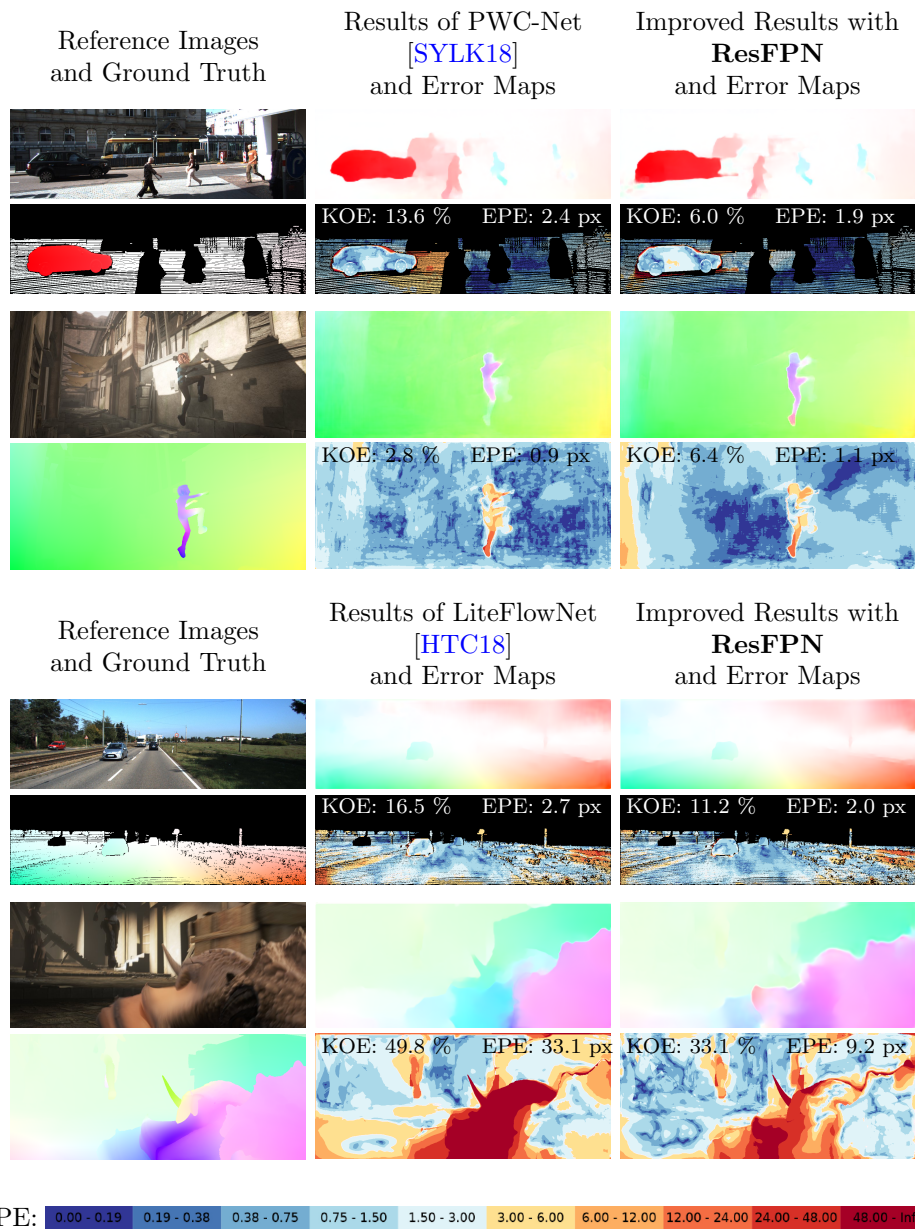 Reference Images
and Ground Truth
Results of PWC-Net
[SYLK18]
and Error Maps
Improved Results with
ResFPN
and Error Maps
KOE: 13.6 % EPE: 2.4 px
KOE: 6.0 % EPE: 1.9 px
KOE: 2.8 % EPE: 0.9 px
KOE: 6.4 % EPE: 1.1 px
Reference Images
and Ground Truth
Results of LiteFlowNet
[HTC18]
and Error Maps
Improved Results with
ResFPN
and Error Maps
KOE: 16.5 % EPE: 2.7 px
KOE: 11.2 % EPE: 2.0 px
KOE: 49.8 % EPE: 33.1 px
KOE: 33.1 % EPE: 9.2 px
PE: 0.00 - 0.19 0.19 - 0.38 0.38 - 0.75 0.75 - 1.50 1.50 - 3.00 3.00 - 6.00 6.00 - 12.00 12.00 - 24.00 24.00 - 48.00 48.00 - in